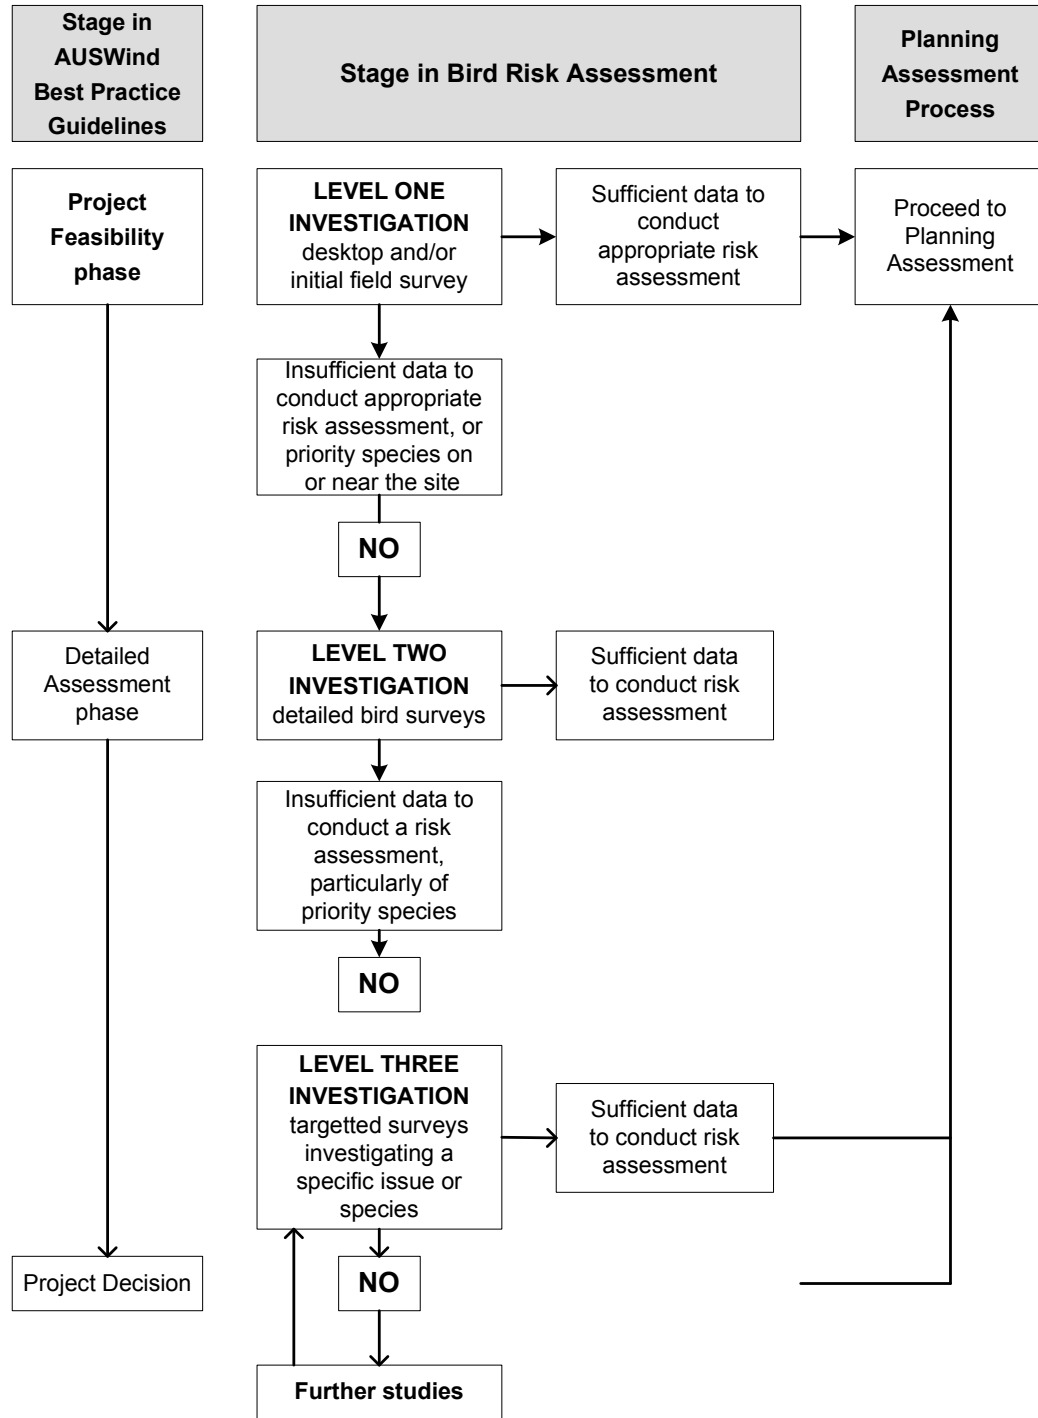 Stage in
AUSWind
Best Practice
Guidelines
Stage in Bird Risk Assessment
Planning
Assessment
Process
Project
Feasibility
phase
LEVEL ONE
INVESTIGATION
desktop and/or
initial field survey
Sufficient data to
conduct
appropriate risk
assessment
Proceed to
Planning
Assessment
Insufficient data to
conduct appropriate
risk assessment, or
priority species on
or near the site
NO
Detailed
Assessment
phase
LEVEL TWO
INVESTIGATION
detailed bird surveys
Sufficient data
to conduct risk
assessment
Insufficient data to
conduct a risk
assessment,
particularly of
priority species
NO
LEVEL THREE
INVESTIGATION
targetted surveys
investigating a
specific issue or
species
Sufficient data
to conduct risk
assessment
Project Decision
NO
Further studies